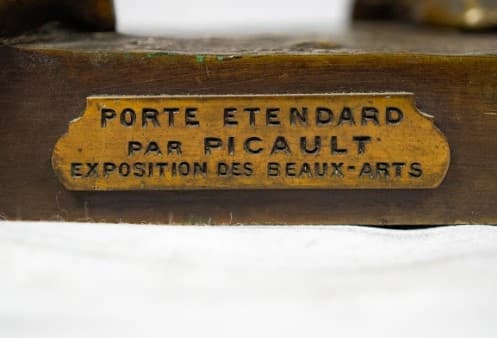 PORTE ETENDARD
PAR PICAULT
EXPOSITION DES BEAUX-ARTS